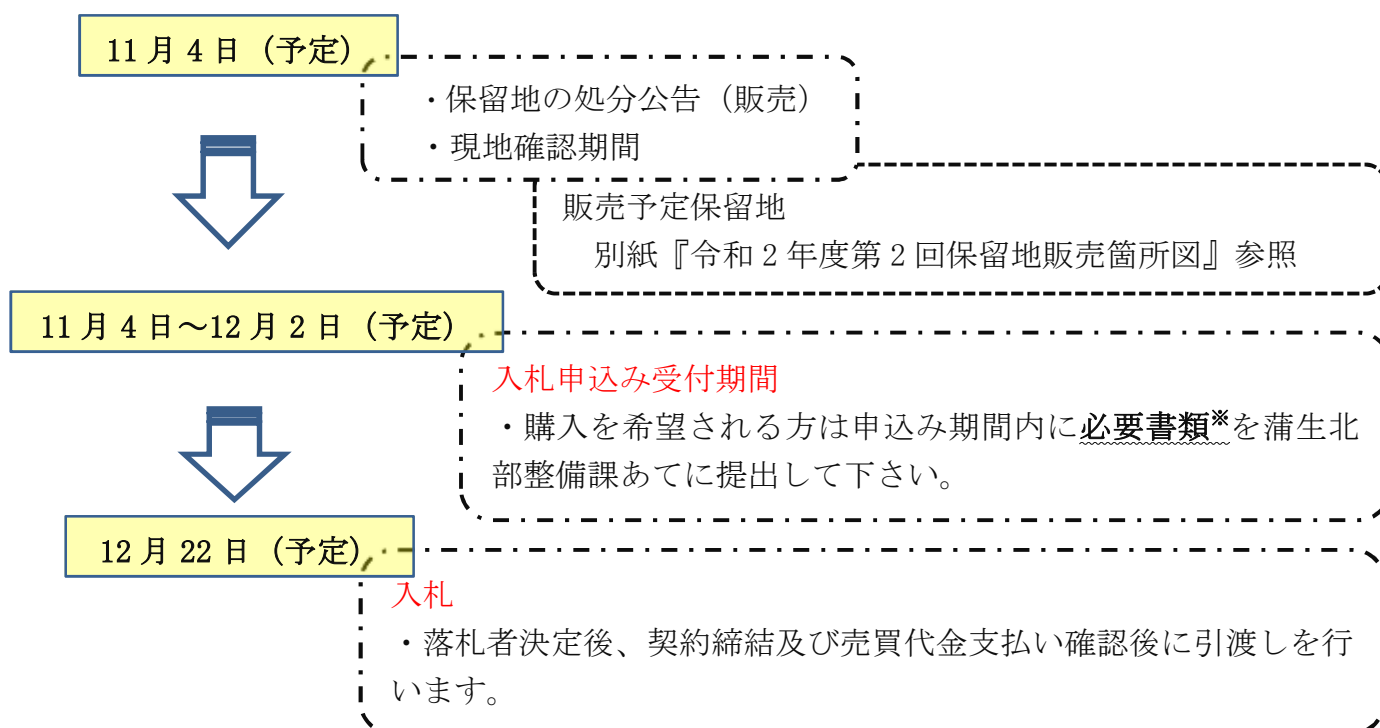 11月4日（予定）
・保留地の処分公告（販売）
・現地確認期間
販売予定保留地
別紙『令和2年度第2回保留地販売箇所図』参照
11月4日～12月2日（予定）
入札申込み受付期間
・購入を希望される方は申込み期間内に必要書類※を蒲生北
部整備課あてに提出して下さい。
12月22日（予定）
入札
・落札者決定後、契約締結及び売買代金支払い確認後に引渡しを行
います。